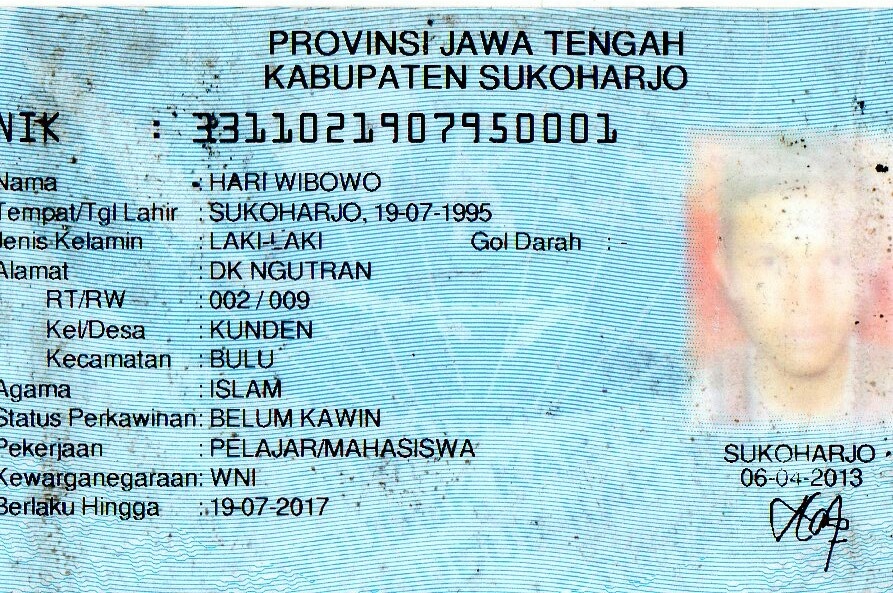 PROVINSI JAWA TENGAH
KABUPATEN SUKOHARJO
NIK : 3311021907950001
Nama : HARI WIBOWO
Tempat/Tgl Lahir : SUKOHARJO, 19-07-1995
Jenis Kelamin : LAKI-LAKI Gol Darah : -
Alamat : DK NGUTRAN
RT/RW : 002 / 009
Kel/Desa : KUNDEN
Kecamatan : BULU
Agama : ISLAM
Status Perkawinan: BELUM KAWIN
Pekerjaan : PELAJAR/MAHASISWA
Kewarganegaraan: WNI
Berlaku Hingga : 19-07-2017
SUKOHARJO
06-04-2013